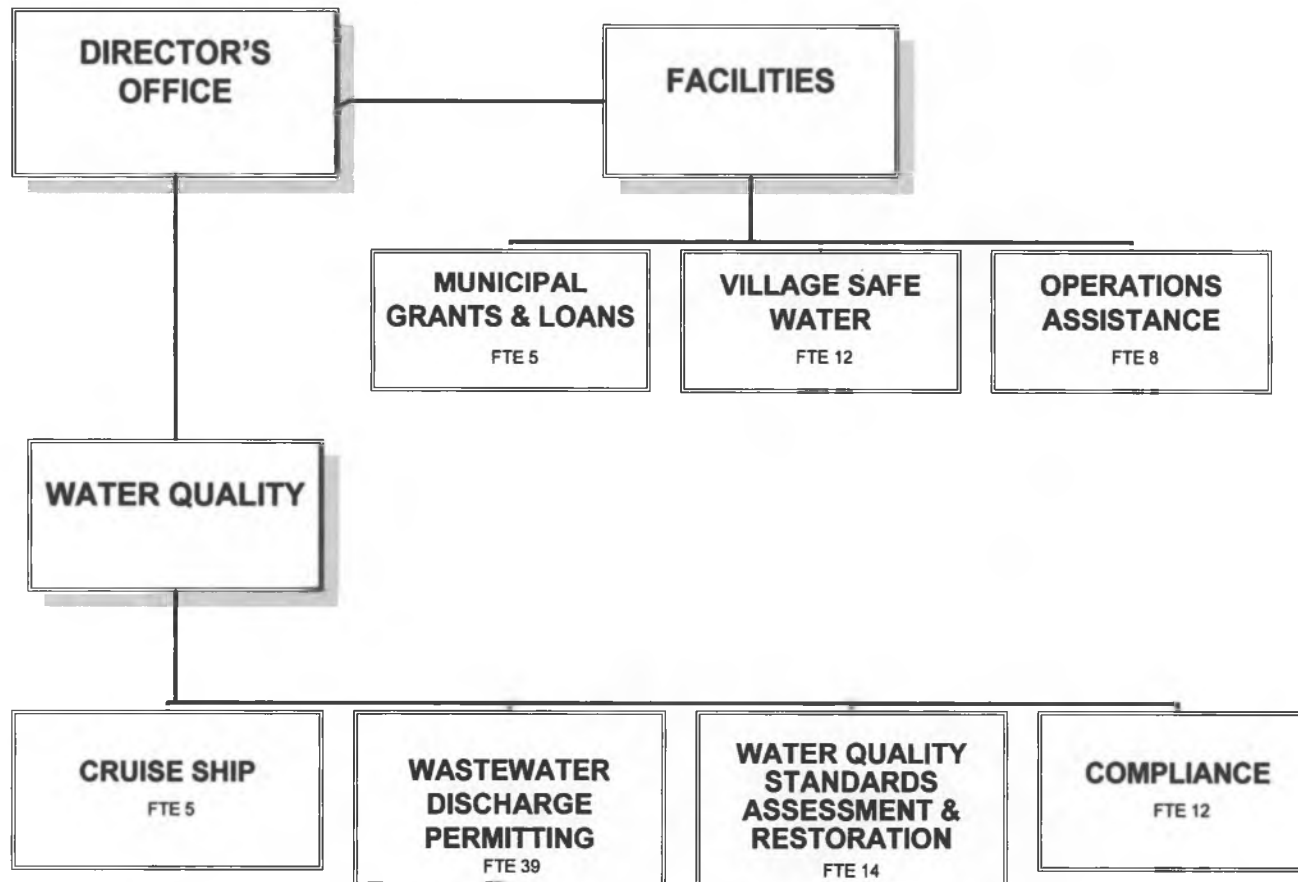 DIRECTOR'S
OFFICE
FACILITIES
MUNICIPAL
GRANTS & LOANS
FTE 5
VILLAGE SAFE
WATER
FTE 12
OPERATIONS
ASSISTANCE
FTE 8
WATER QUALITY
CRUISE SHIP
FTE 5
WASTEWATER
DISCHARGE
PERMITTING
FTE 39
WATER QUALITY
STANDARDS
ASSESSMENT &
RESTORATION
FTE 14
COMPLIANCE
FTE 12